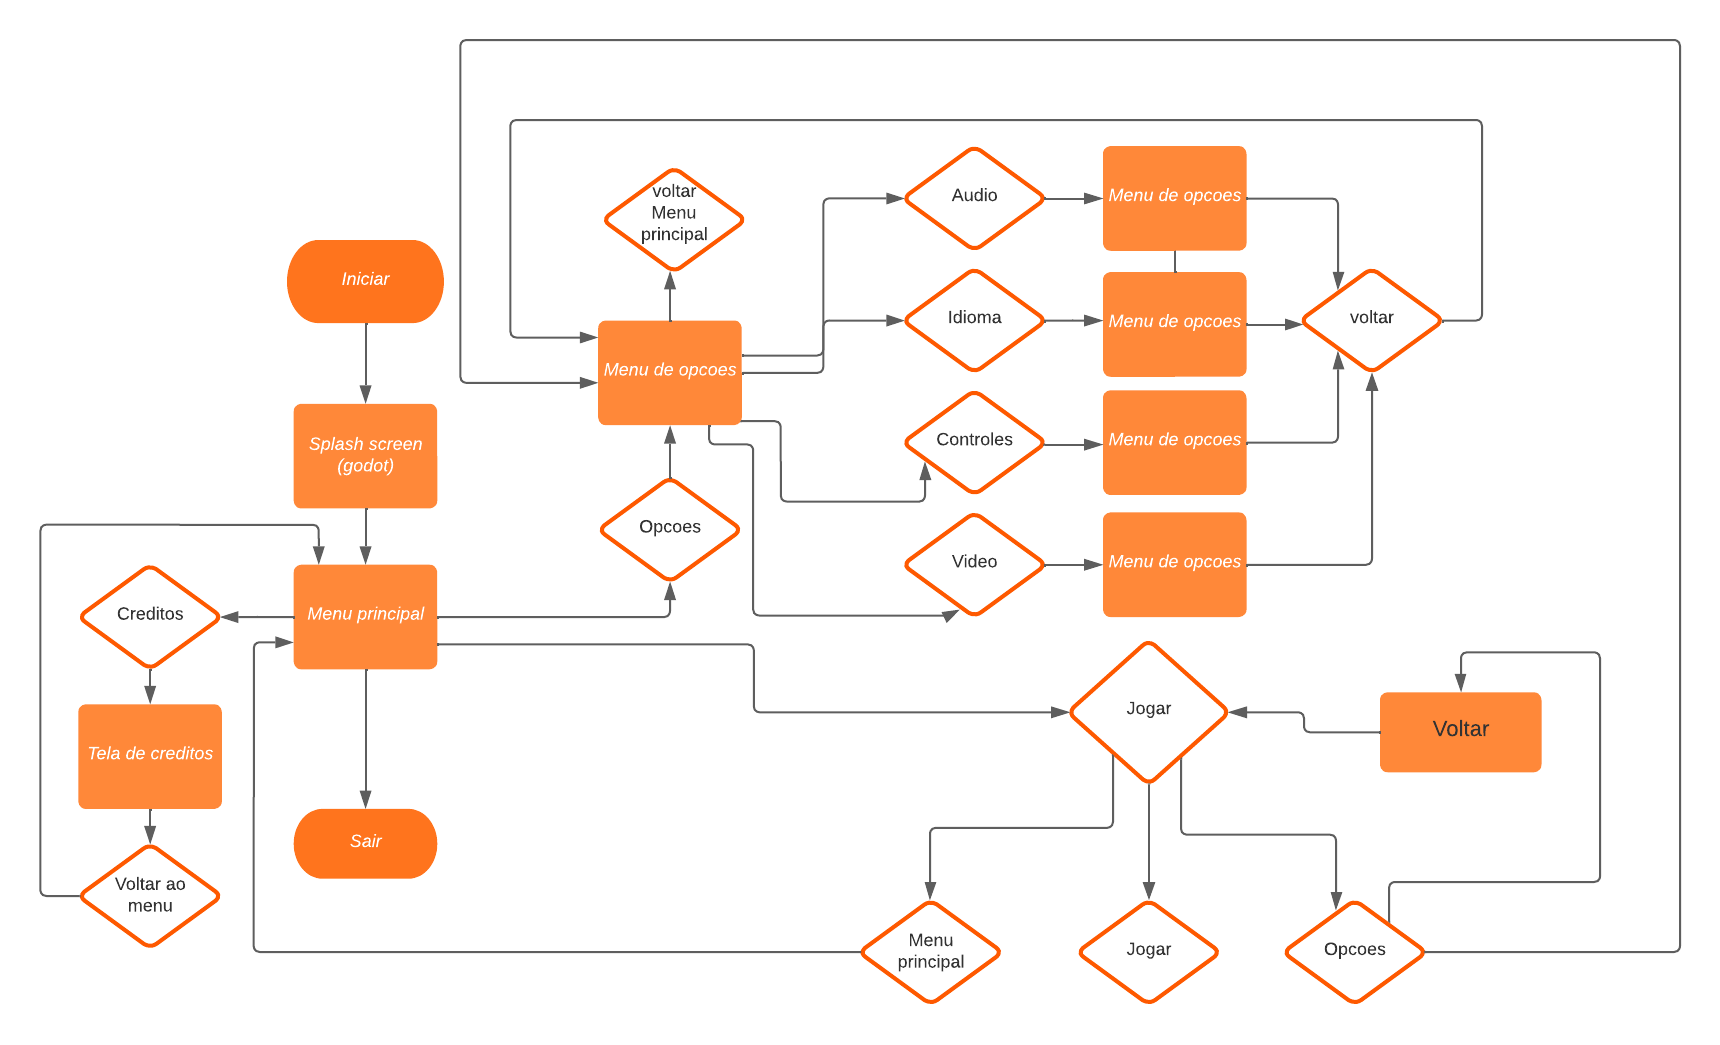 voltar
Menu
principal
Audio
Menu de opcoes
Iniciar
Idioma
Menu de opcoes
voltar
Menu de opcoes
Splash screen
(godot)
Controles
Menu de opcoes
Opcoes
Video
Menu de opcoes
Creditos
Menu principal
Jogar
Voltar
Tela de creditos
Sair
Voltar ao
menu
Menu
principal
Jogar
Opcoes